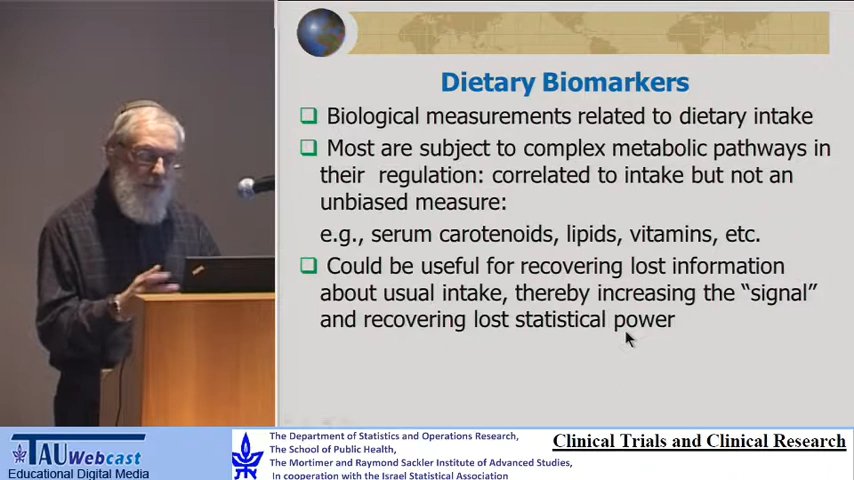 Dietary Biomarkers
Biological measurements related to dietary intake
Most are subject to complex metabolic pathways in
their regulation: correlated to intake but not an
unbiased measure:
e.g., serum carotenoids, lipids, vitamins, etc.
Could be useful for recovering lost information
about usual intake, thereby increasing the “signal”
and recovering lost statistical power
TAU Webcast
Educational Digital Media
The Department of Statistics and Operations Research,
The School of Public Health,
The Mortimer and Raymond Sackler Institute of Advanced Studies,
In cooperation with the Israel Statistical Association
Clinical Trials and Clinical Research